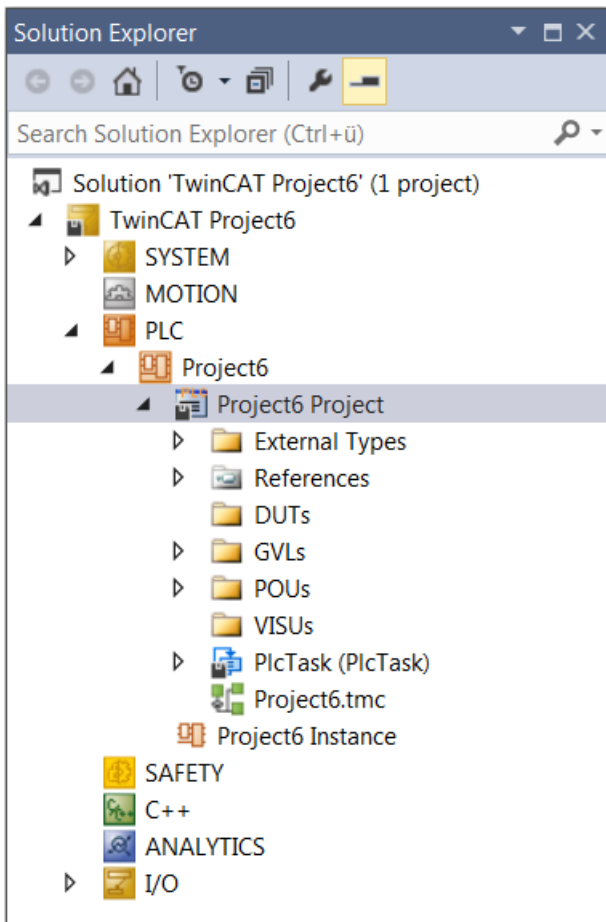 Solution Explorer
Search Solution Explorer (Ctrl+ü)
Solution 'TwinCAT Project6' (1 project)
TwinCAT Project6
SYSTEM
MOTION
PLC
Project6
Project6 Project
External Types
References
DUTs
GVLs
POUs
VISUs
PlcTask (PlcTask)
Project6.tmc
Project6 Instance
SAFETY
C++
ANALYTICS
I/O